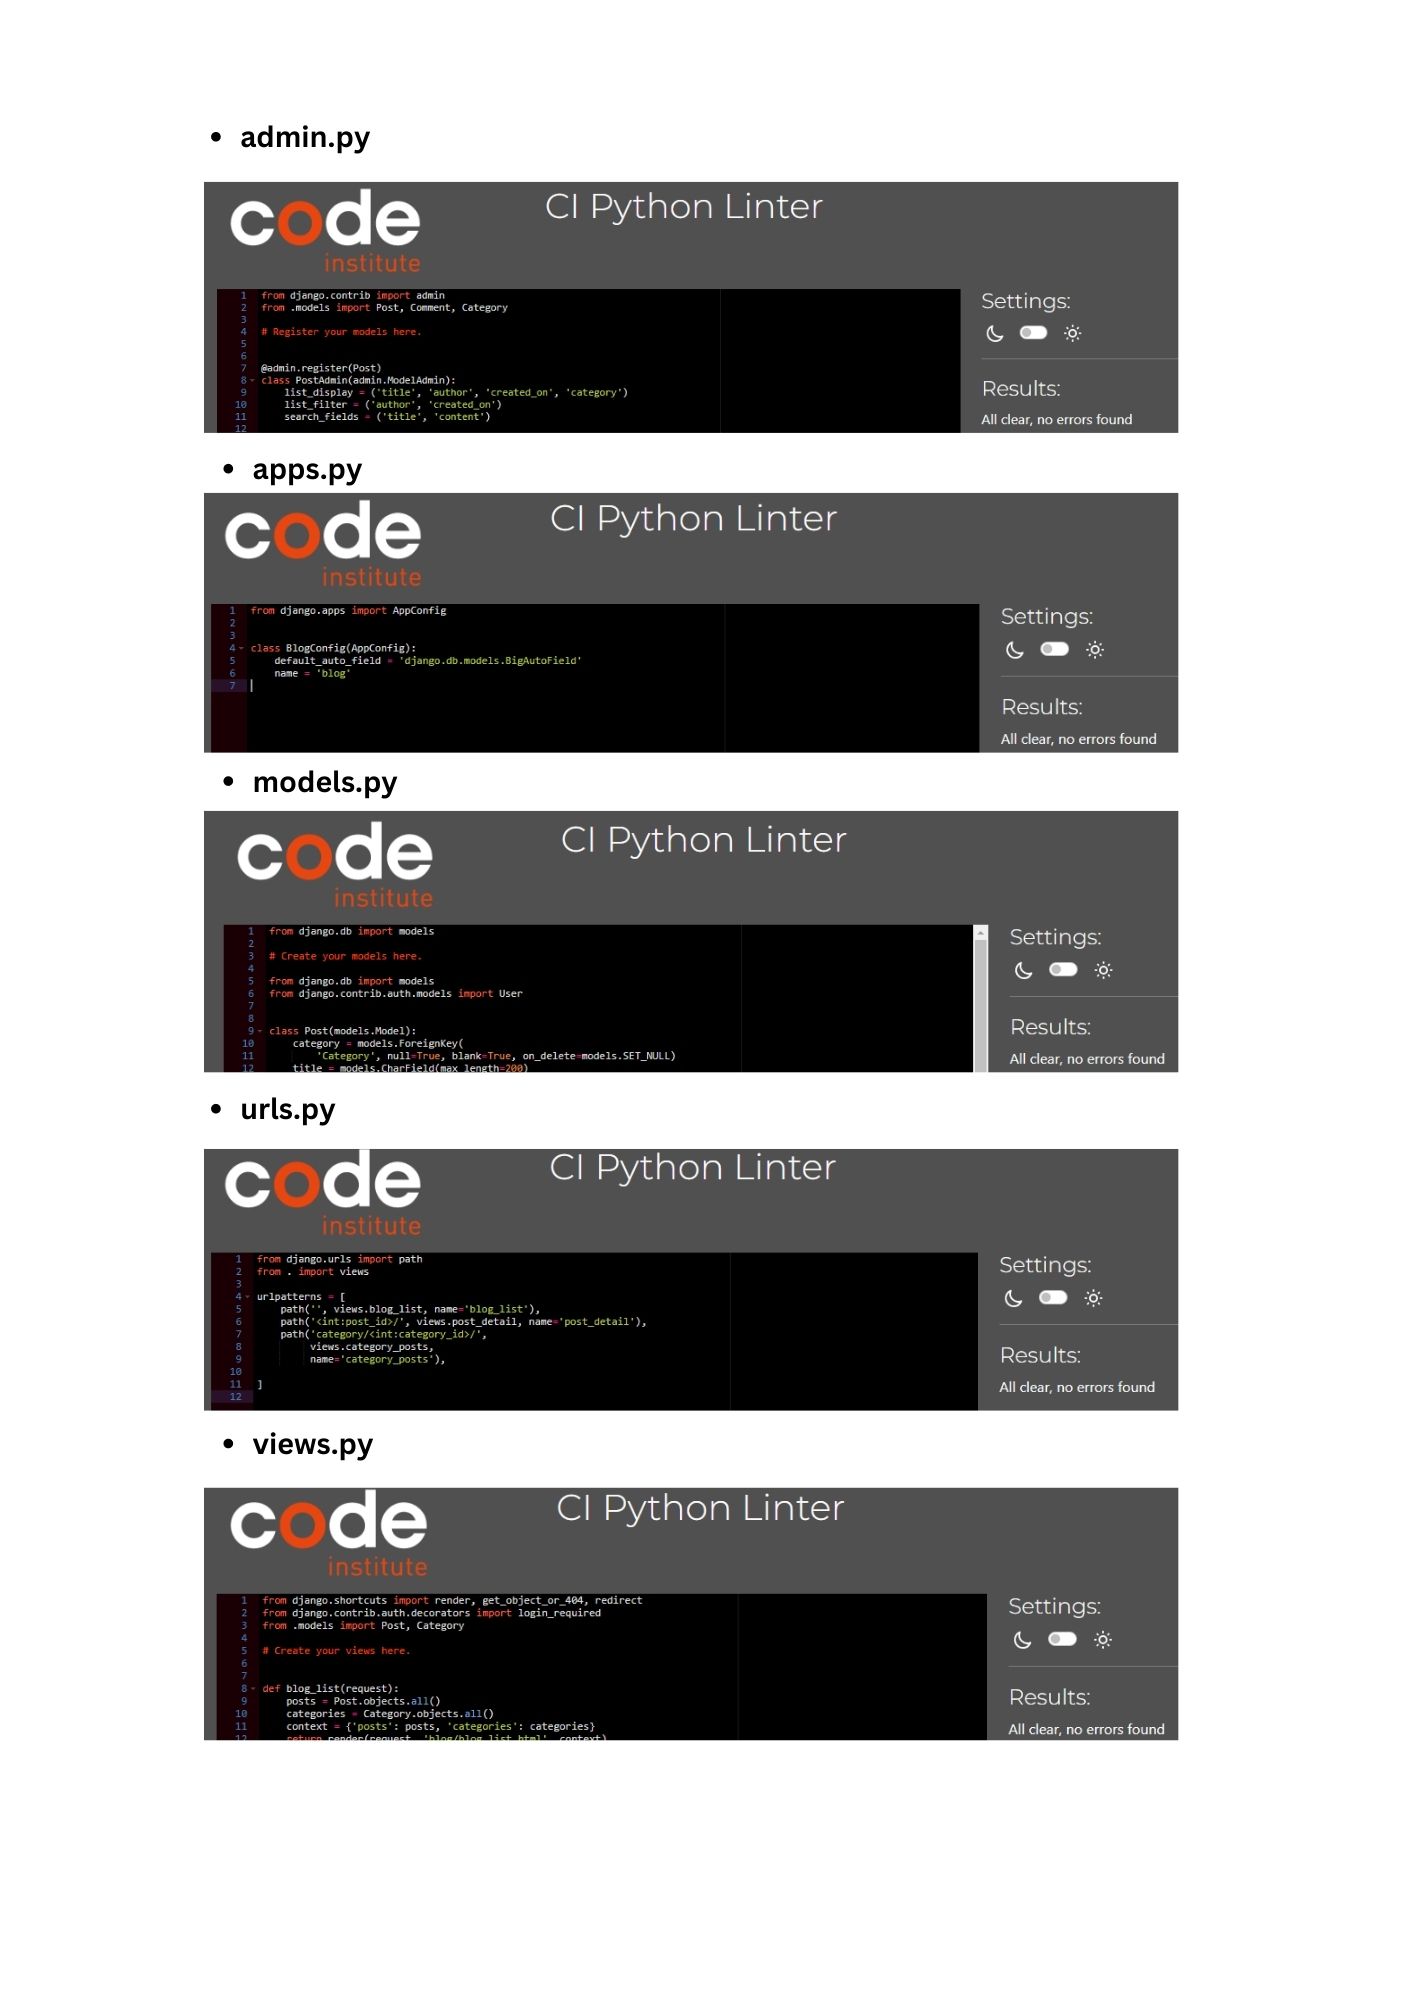 • admin.py
code
institute
CI Python Linter
1 from django.contrib import admin
2 from .models import Post, Comment, Category
3
4 # Register your models here.
5
6
7 @admin.register(Post)
8 class PostAdmin(admin.ModelAdmin):
9     list_display = ('title', 'author', 'created_on', 'category')
10     list_filter = ('author', 'created_on')
11     search_fields = ('title', 'content')
12
Settings:
Results:
All clear, no errors found
• apps.py
code
institute
CI Python Linter
1 from django.apps import AppConfig
2
3
4 class BlogConfig(AppConfig):
5     default_auto_field = 'django.db.models.BigAutoField'
6     name = 'blog'
7
Settings:
Results:
All clear, no errors found
• models.py
code
institute
CI Python Linter
1 from django.db import models
2
3 # Create your models here.
4
5 from django.db import models
6 from django.contrib.auth.models import User
7
8
9 class Post(models.Model):
10     category = models.ForeignKey(
11         'Category', null=True, blank=True, on_delete=models.SET_NULL)
12     title = models.CharField(max_length=200)
Settings:
Results:
All clear, no errors found
• urls.py
code
institute
CI Python Linter
1 from django.urls import path
2 from . import views
3
4 urlpatterns = [
5     path('', views.blog_list, name='blog_list'),
6     path('<int:post_id>/', views.post_detail, name='post_detail'),
7     path('category/<int:category_id>/',
8          views.category_posts,
9          name='category_posts'),
10
11 ]
12
Settings:
Results:
All clear, no errors found
• views.py
code
institute
CI Python Linter
1 from django.shortcuts import render, get_object_or_404, redirect
2 from django.contrib.auth.decorators import login_required
3 from .models import Post, Category
4
5 # Create your views here.
6
7
8 def blog_list(request):
9     posts = Post.objects.all()
10     categories = Category.objects.all()
11     context = {'posts': posts, 'categories': categories}
12     return render(request, 'blog/blog_list.html', context)
Settings:
Results:
All clear, no errors found